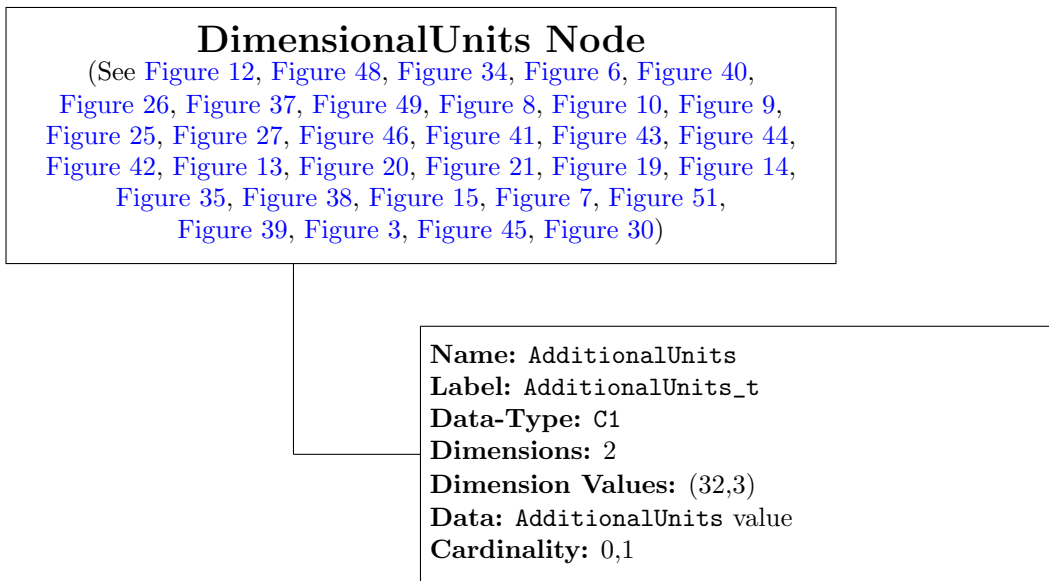 DimensionalUnits Node
(See Figure 12, Figure 48, Figure 34, Figure 6, Figure 40,
Figure 26, Figure 37, Figure 49, Figure 8, Figure 10, Figure 9,
Figure 25, Figure 27, Figure 46, Figure 41, Figure 43, Figure 44,
Figure 42, Figure 13, Figure 20, Figure 21, Figure 19, Figure 14,
Figure 35, Figure 38, Figure 15, Figure 7, Figure 51,
Figure 39, Figure 3, Figure 45, Figure 30)
Name: AdditionalUnits
Label: AdditionalUnits_t
Data-Type: C1
Dimensions: 2
Dimension Values: (32,3)
Data: AdditionalUnits value
Cardinality: 0,1